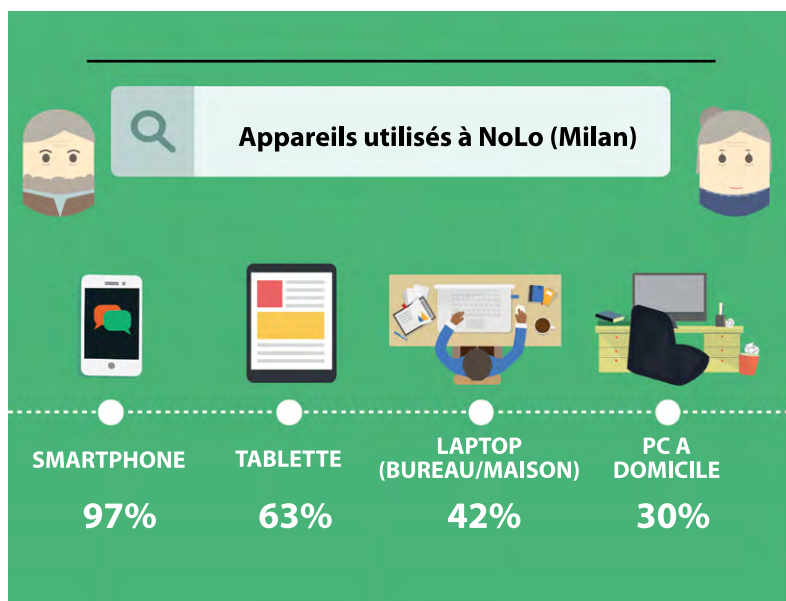 Appareils utilisés à NoLo (Milan)
SMARTPHONE
97%
TABLETTE
63%
LAPTOP
(BUREAU/MAISON)
42%
PC A
DOMICILE
30%